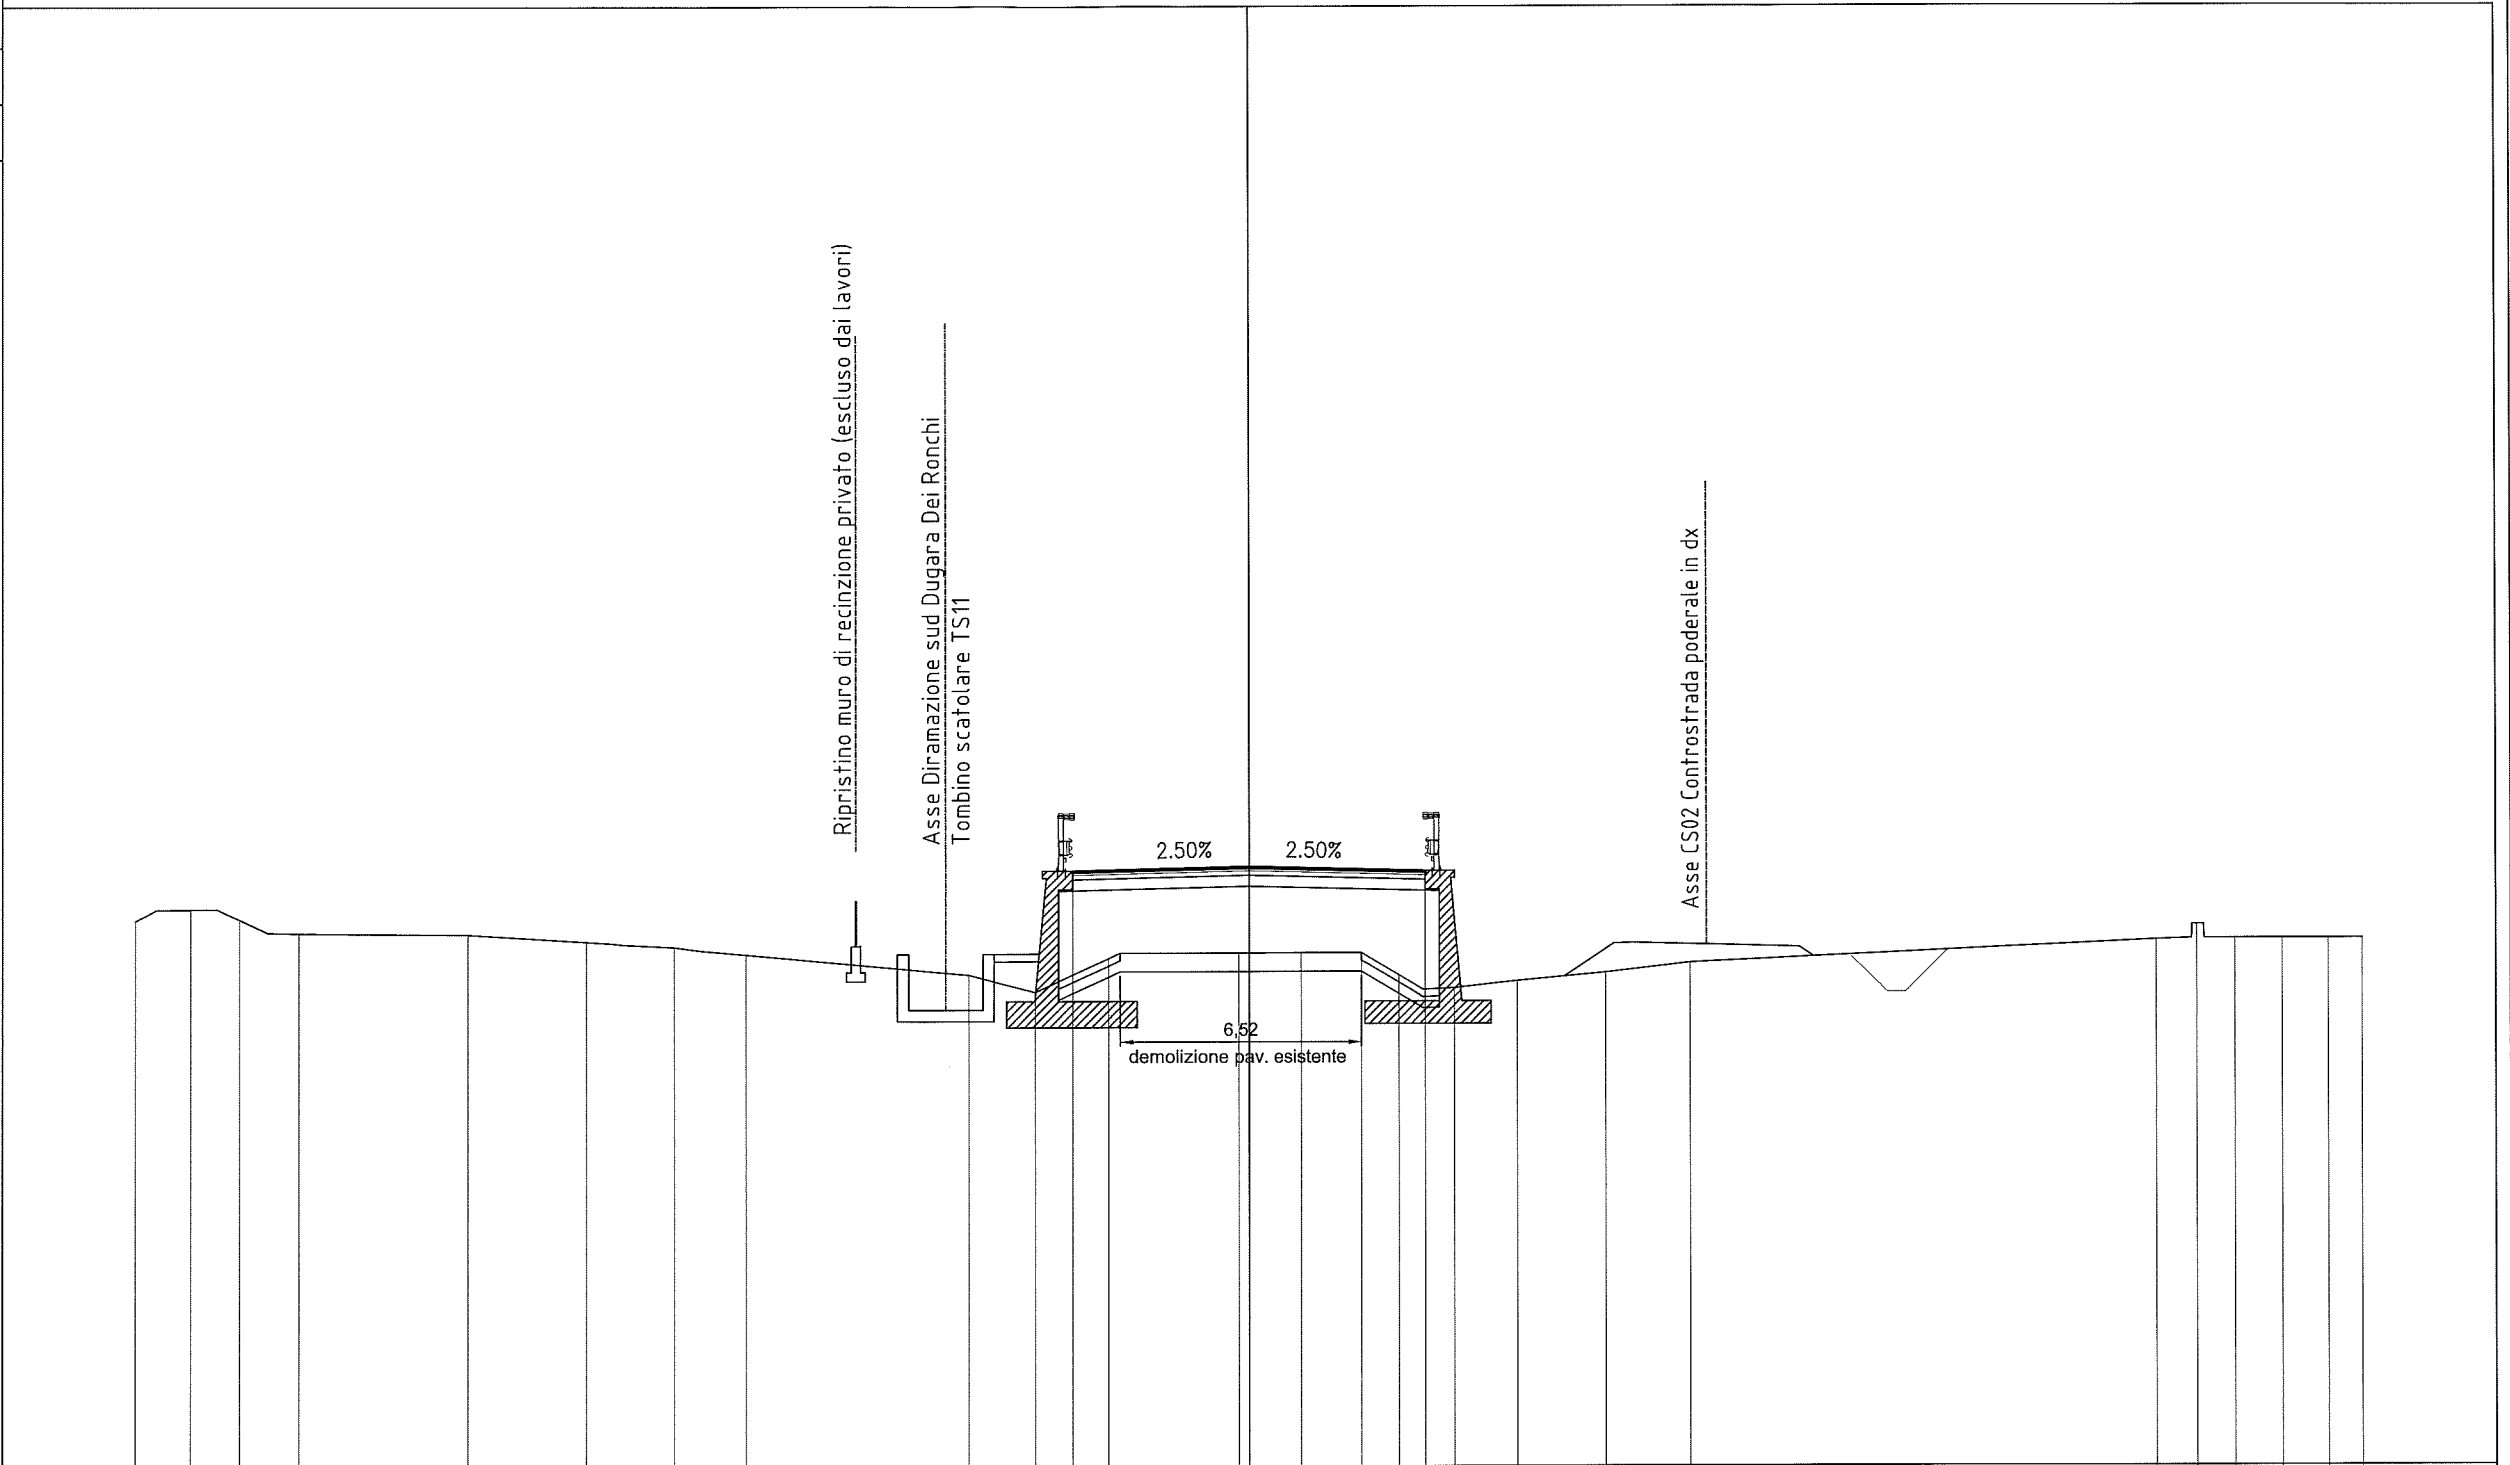 Ripristino muro di recinzione privato (escluso dai lavori)
Asse Diramazione sud Dugara Dei Ronchi
Tombino scatolare TS11
2.50%
2.50%
Asse CS02 Controstrada poderale in dx
6,52
demolizione pav. esistente